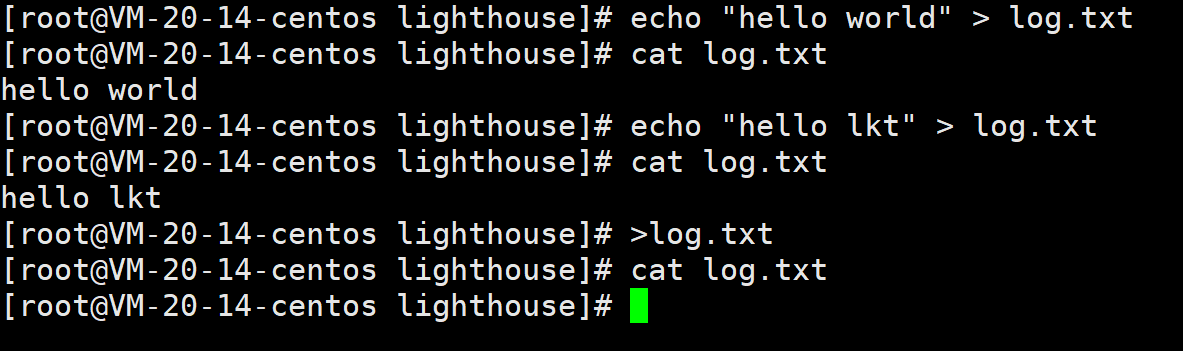 [root@VM-20-14-centos lighthouse]# echo "hello world" > log.txt
[root@VM-20-14-centos lighthouse]# cat log.txt
hello world
[root@VM-20-14-centos lighthouse]# echo "hello lkt" > log.txt
[root@VM-20-14-centos lighthouse]# cat log.txt
hello lkt
[root@VM-20-14-centos lighthouse]# >log.txt
[root@VM-20-14-centos lighthouse]# cat log.txt
[root@VM-20-14-centos lighthouse]#